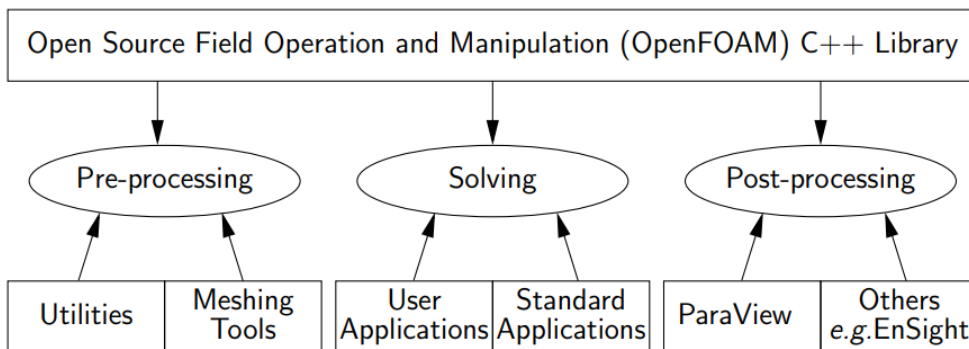 Open Source Field Operation and Manipulation (OpenFOAM) C++ Library
Pre-processing
Solving
Post-processing
Utilities
Meshing
Tools
User
Applications
Standard
Applications
ParaView
Others
e.g.EnSight